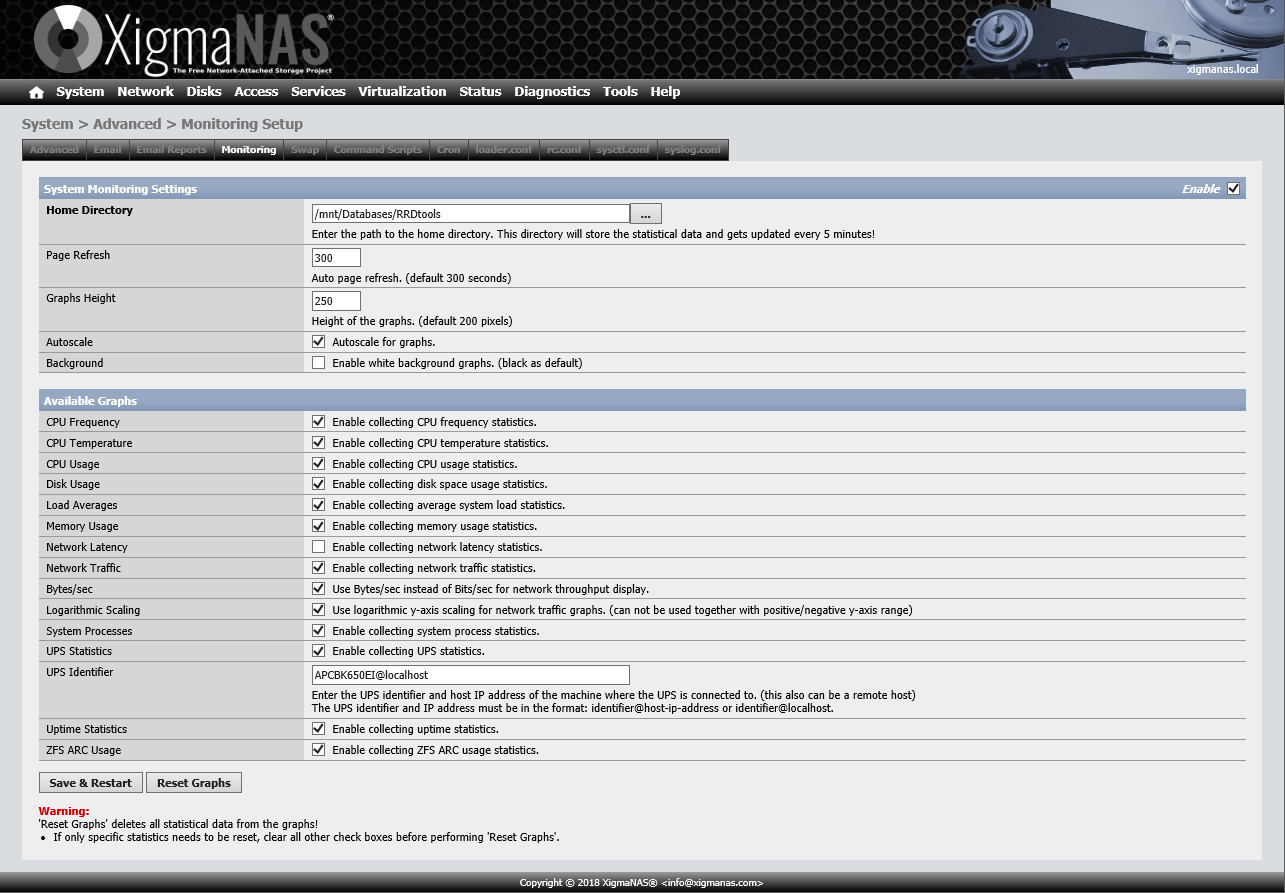 XigmaNAS®
The Free Network-Attached Storage Project
xigmanas.local
System Network Disks Access Services Virtualization Status Diagnostics Tools Help
System > Advanced > Monitoring Setup
Advanced Email Email Reports Monitoring Swap Command Scripts Cron loader.conf rc.conf sysctl.conf syslog.conf
System Monitoring Settings Enable
Home Directory /mnt/Databases/RRDtools ...
Enter the path to the home directory. This directory will store the statistical data and gets updated every 5 minutes!
Page Refresh 300
Auto page refresh. (default 300 seconds)
Graphs Height 250
Height of the graphs. (default 200 pixels)
Autoscale Autoscale for graphs.
Background Enable white background graphs. (black as default)
Available Graphs
CPU Frequency Enable collecting CPU frequency statistics.
CPU Temperature Enable collecting CPU temperature statistics.
CPU Usage Enable collecting CPU usage statistics.
Disk Usage Enable collecting disk space usage statistics.
Load Averages Enable collecting average system load statistics.
Memory Usage Enable collecting memory usage statistics.
Network Latency Enable collecting network latency statistics.
Network Traffic Enable collecting network traffic statistics.
Bytes/sec Use Bytes/sec instead of Bits/sec for network throughput display.
Logarithmic Scaling Use logarithmic y-axis scaling for network traffic graphs. (can not be used together with positive/negative y-axis range)
System Processes Enable collecting system process statistics.
UPS Statistics Enable collecting UPS statistics.
UPS Identifier APCBK650EI@localhost
Enter the UPS identifier and host IP address of the machine where the UPS is connected to. (this also can be a remote host)
The UPS identifier and IP address must be in the format: identifier@host-ip-address or identifier@localhost.
Uptime Statistics Enable collecting uptime statistics.
ZFS ARC Usage Enable collecting ZFS ARC usage statistics.
Save & Restart Reset Graphs
Warning:
'Reset Graphs' deletes all statistical data from the graphs!
• If only specific statistics needs to be reset, clear all other check boxes before performing 'Reset Graphs'.
Copyright © 2018 XigmaNAS® <info@xigmanas.com>